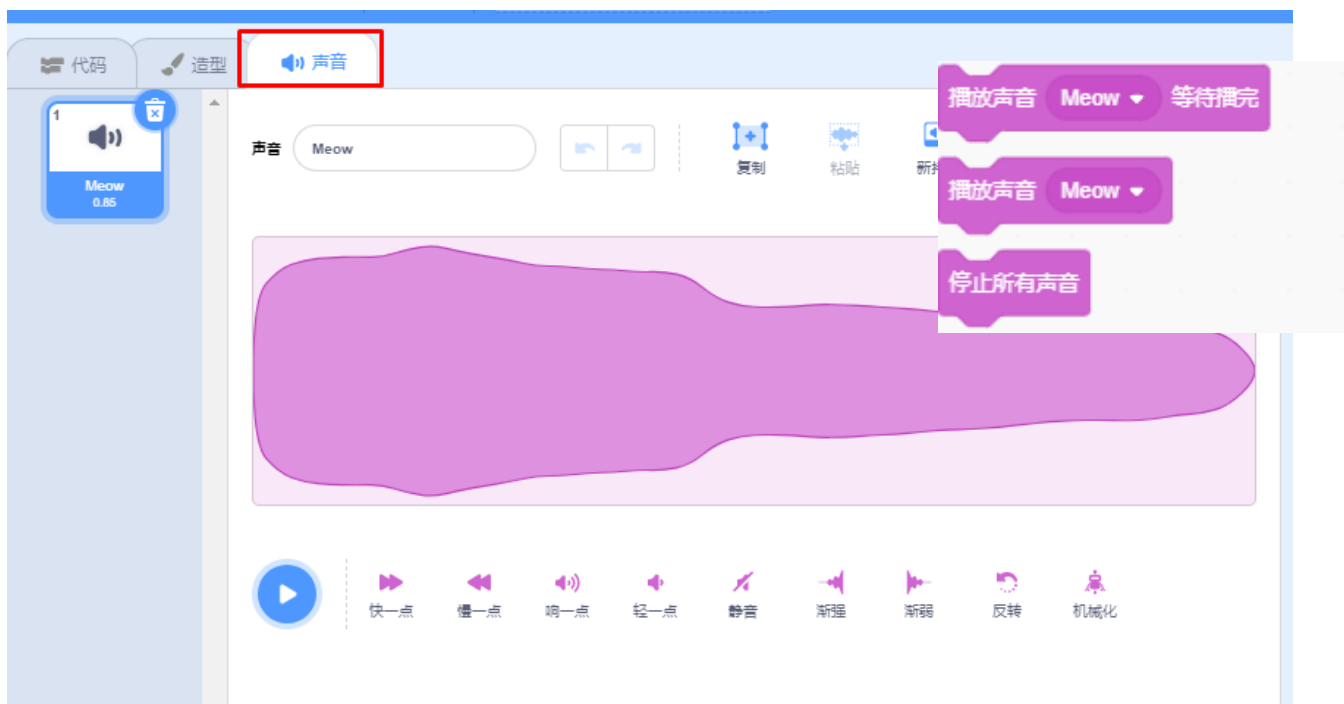 代码
造型
声音
1
Meow
0.85
声音
Meow
复制
粘贴
播放声音 Meow 等待播完
播放声音 Meow
停止所有声音
快一点
慢一点
响一点
轻一点
静音
渐强
渐弱
反转
机械化